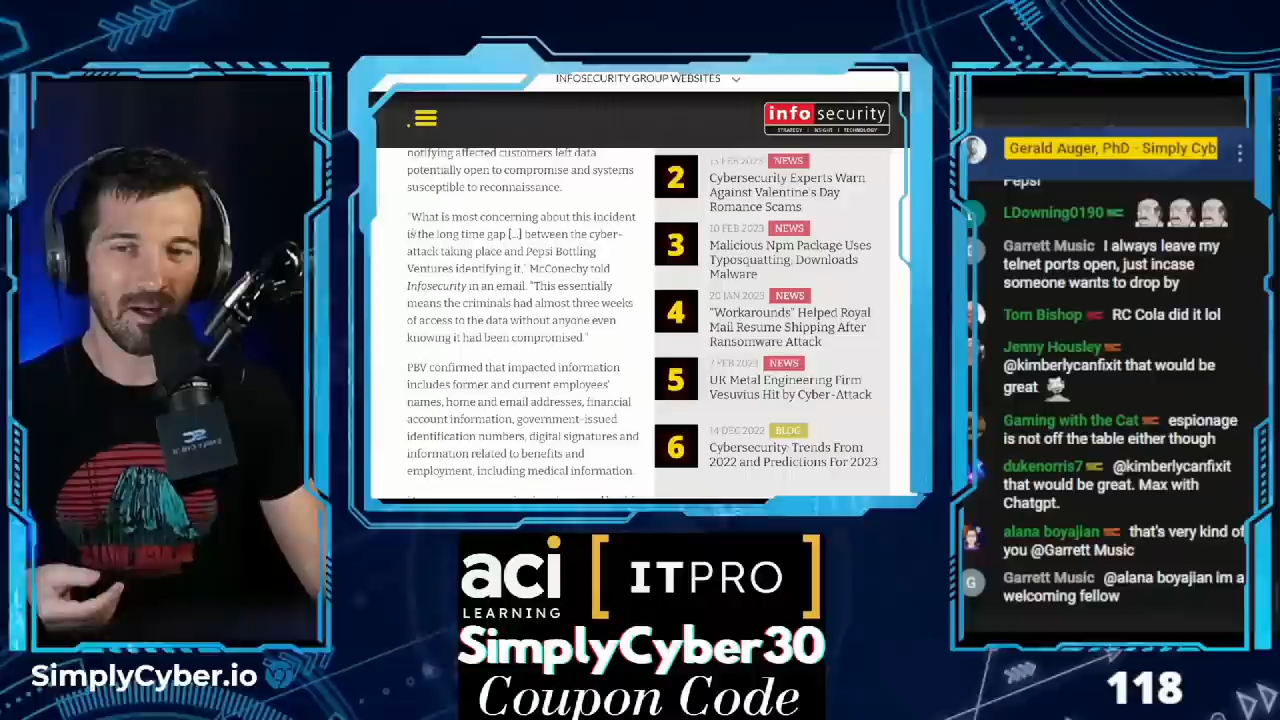 INFOSECURITY GROUP WEBSITES
info security
STRATEGY | INSIGHT | TECHNOLOGY
notifying affected customers left data
potentially open to compromise and systems
susceptible to reconnaissance.
"What is most concerning about this incident
is the long time gap [...] between the cyber-
attack taking place and Pepsi Bottling
Ventures identifying it," McConechy told
Infosecurity in an email. "This essentially
means the criminals had almost three weeks
of access to the data without anyone even
knowing it had been compromised."
PBV confirmed that impacted information
includes former and current employees'
names, home and email addresses, financial
account information, government-issued
identification numbers, digital signatures and
information related to benefits and
employment, including medical information.
2
13 FEB 2023 NEWS
Cybersecurity Experts Warn
Against Valentine's Day
Romance Scams
3
10 FEB 2023 NEWS
Malicious Npm Package Uses
Typosquatting, Downloads
Malware
4
20 JAN 2023 NEWS
"Workarounds" Helped Royal
Mail Resume Shipping After
Ransomware Attack
5
7 FEB 2023 NEWS
UK Metal Engineering Firm
Vesuvius Hit by Cyber-Attack
6
14 DEC 2022 BLOG
Cybersecurity Trends From
2022 and Predictions For 2023
Gerald Auger, PhD - Simply Cyb
Pepsi
LDowning0190
Garrett Music I always leave my
telnet ports open, just incase
someone wants to drop by
Tom Bishop RC Cola did it lol
Jenny Housley
@kimberlycanfixit that would be
great
Gaming with the Cat espionage
is not off the table either though
dukenorris7 @kimberlycanfixit
that would be great. Max with
Chatgpt.
alana boyajian that's very kind of
you @Garrett Music
G
Garrett Music @alana boyajian im a
welcoming fellow
aci
LEARNING
[ITPRO]
SimplyCyber30
Coupon Code
SimplyCyber.io
118